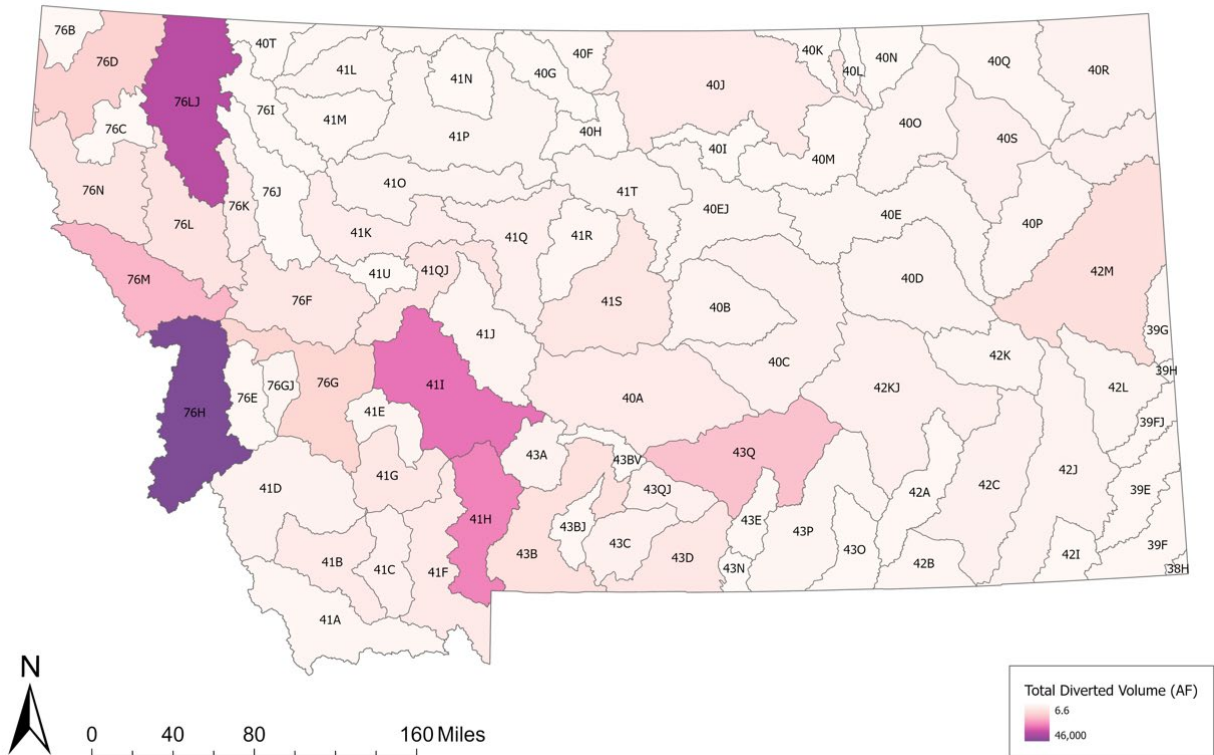 76B
40T
40F
40K
40N
76D
41L
41N
40G
40J
40L
40Q
40R
76LJ
76I
76C
41M
41P
40H
40O
40S
40I
40M
76N
76J
41O
41T
40EJ
76K
40E
40P
76L
41K
41Q
41R
76M
41U
41QJ
40D
42M
76F
41S
40B
41J
39G
40C
42K
39H
76G
76GJ
41I
42KJ
42L
76E
76H
41E
40A
39FJ
43A
43BV
43Q
42J
41G
43QJ
42A
42C
39E
41D
41H
43BJ
43E
43P
43C
43O
39F
41B
41C
41F
43B
43D
43N
42B
42I
38H
41A
N
0 40 80 160 Miles
Total Diverted Volume (AF)
6.6
46,000